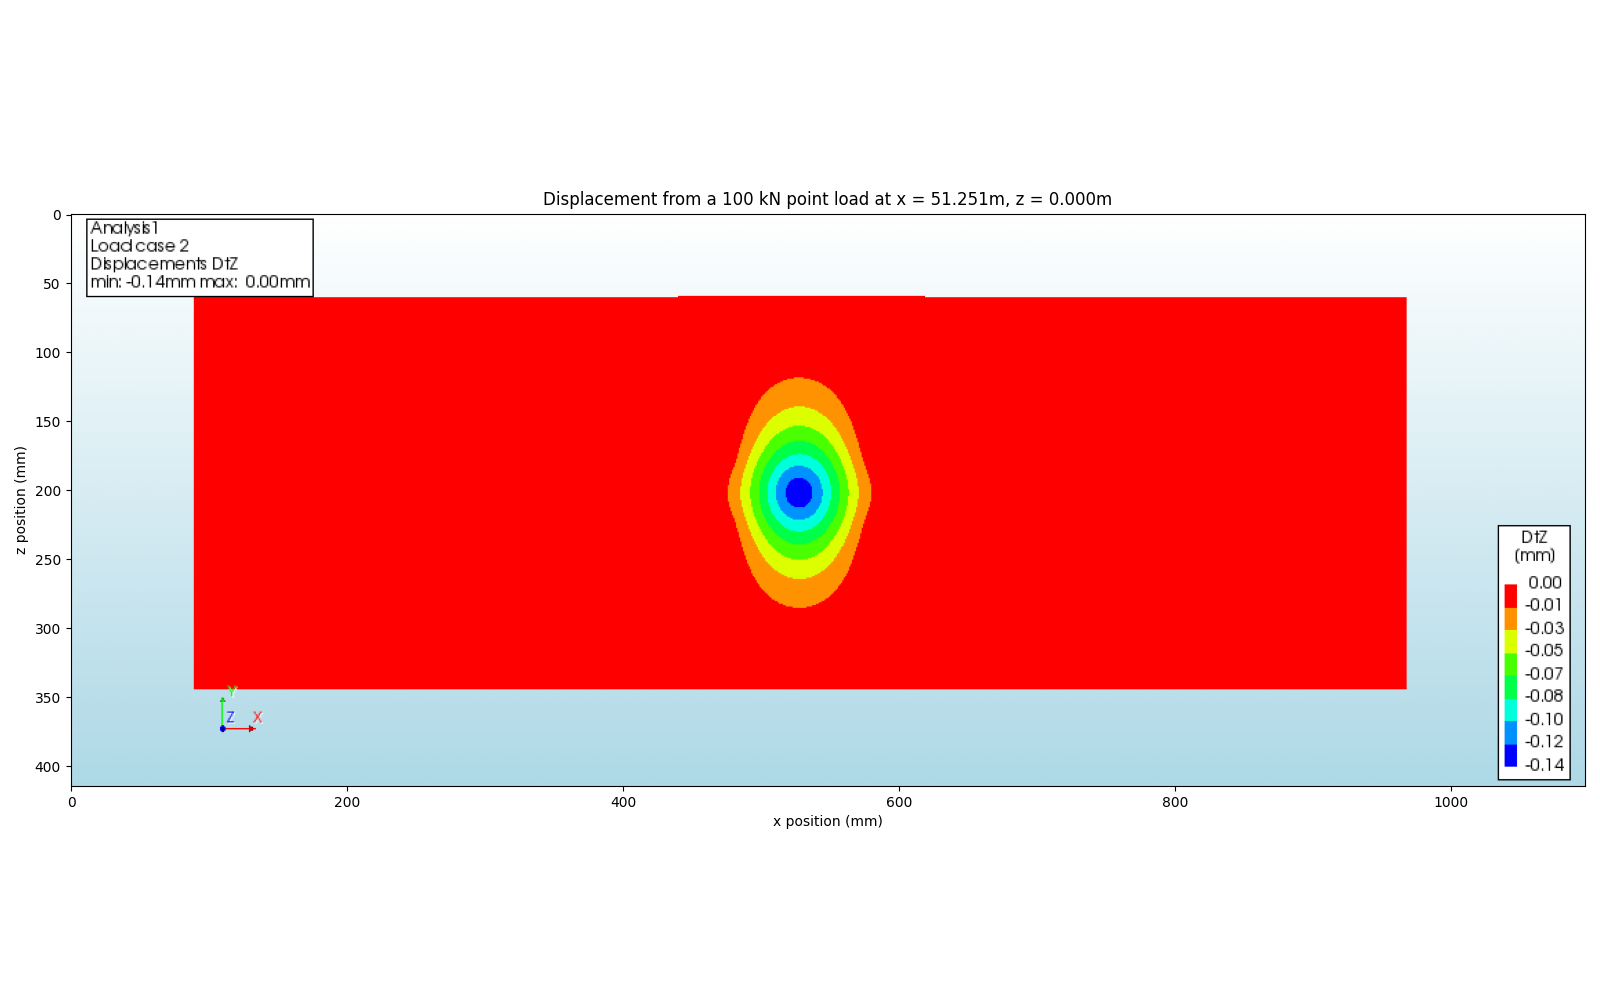 Displacement from a 100 kN point load at x = 51.251m, z = 0.000m
Analysis1
Load case 2
Displacements DtZ
min: -0.14mm max: 0.00mm
0
50
100
150
200
250
300
350
400
z position (mm)
DtZ
(mm)
0.00
-0.01
-0.03
-0.05
-0.07
-0.08
-0.10
-0.12
-0.14
Y
Z X
0 200 400 600 800 1000
x position (mm)